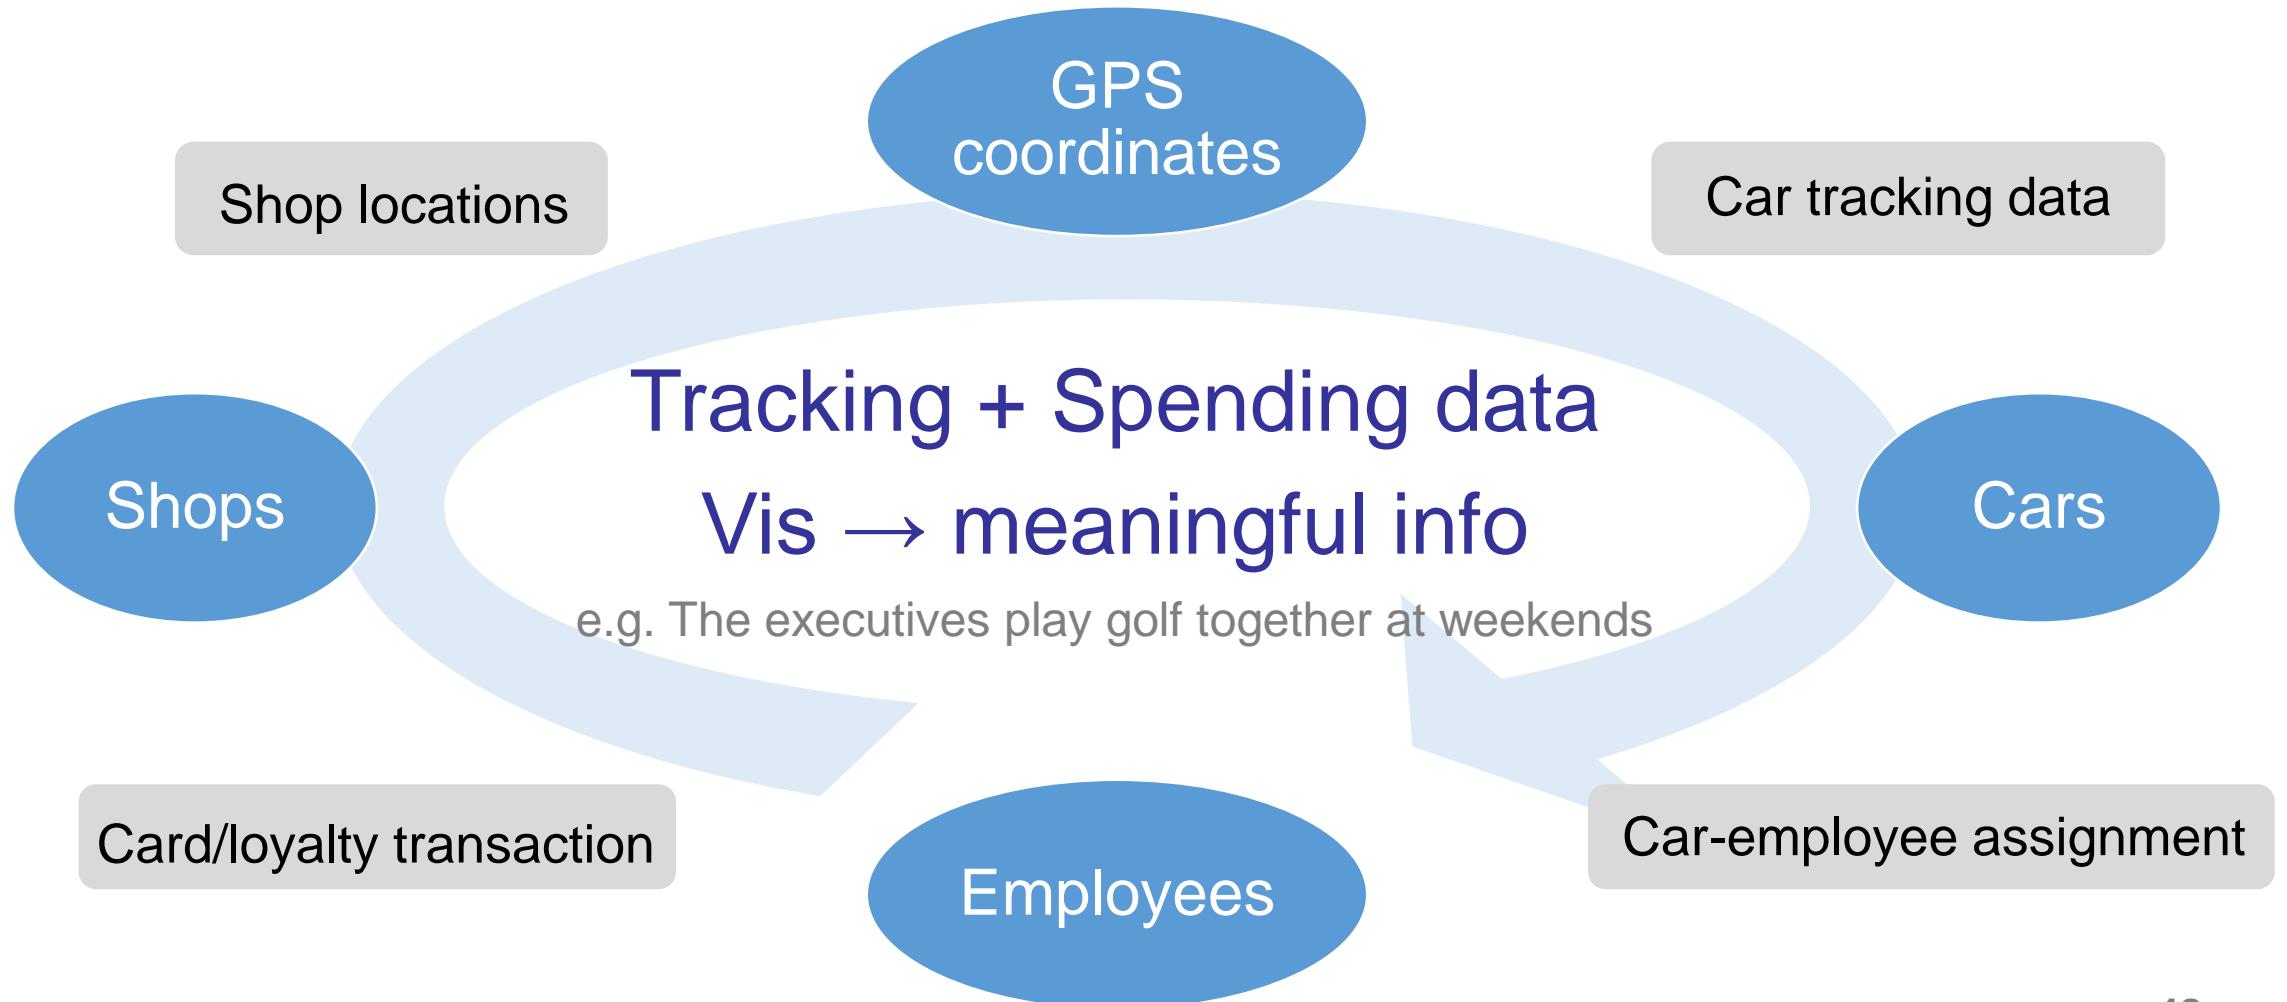 GPS
coordinates
Shop locations
Car tracking data
Tracking + Spending data
Shops
Vis → meaningful info
Cars
e.g. The executives play golf together at weekends
Card/loyalty transaction
Car-employee assignment
Employees